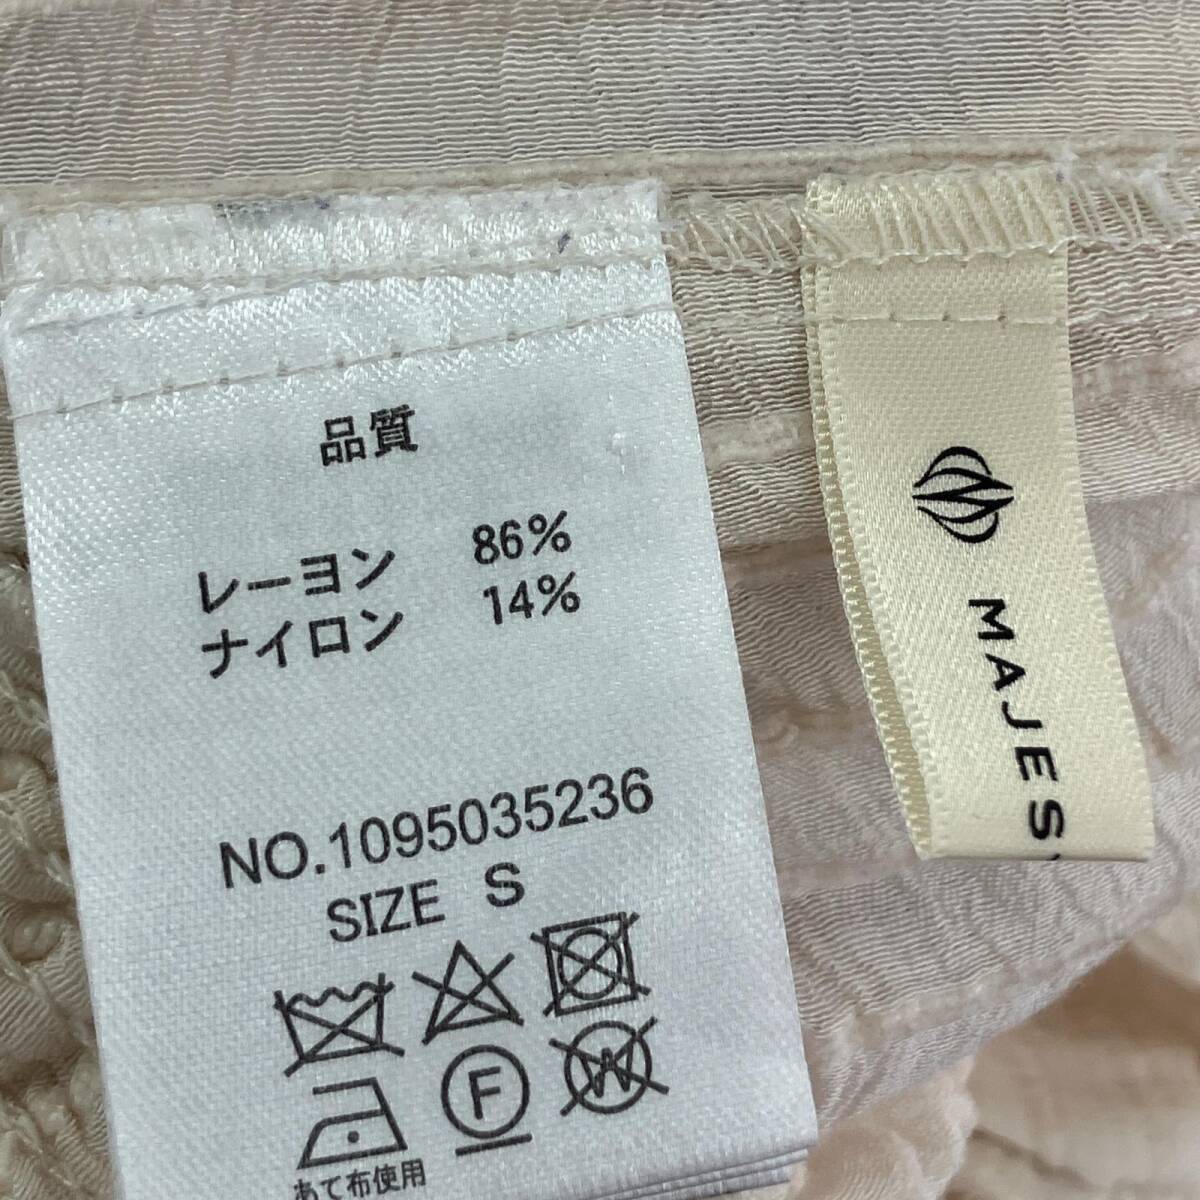 品質
レーヨン 86%
ナイロン 14%
NO.1095035236
SIZE S
F
W
あて布使用
MAJES